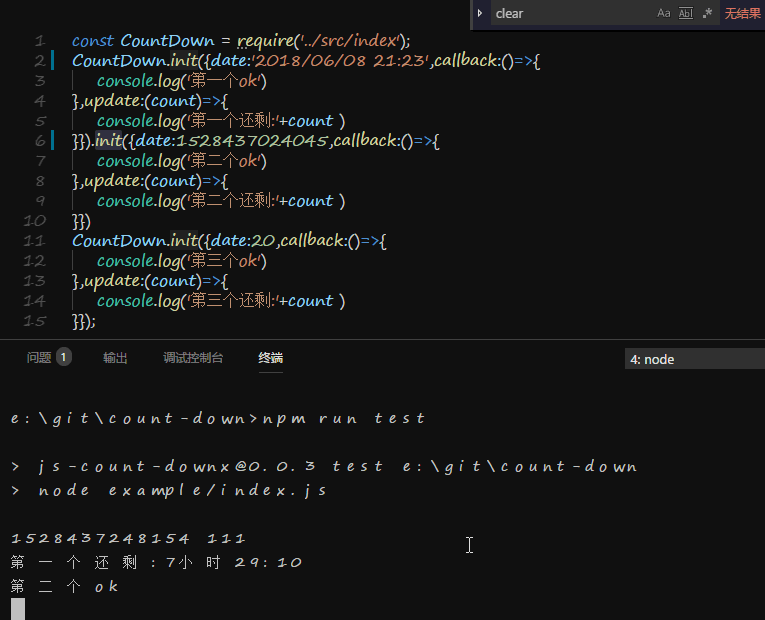 clear Aa Abl .* 无结果
1 const CountDown = require('../src/index');
2 CountDown.init({date:'2018/06/08 21:23',callback:()=>{
3 console.log('第一个ok')
4 },update:(count)=>{
5 console.log('第一个还剩:'+count )
6 }}).init({date:1528437024045,callback:()=>{
7 console.log('第二个ok')
8 },update:(count)=>{
9 console.log('第二个还剩:'+count )
10 }})
11 CountDown.init({date:20,callback:()=>{
12 console.log('第三个ok')
13 },update:(count)=>{
14 console.log('第三个还剩:'+count )
15 }});
问题 1 输出 调试控制台 终端 4: node
e:\git\count-down>npm run test
> js-count-downx@0.0.3 test e:\git\count-down
> node example/index.js
1528437248154 111
第一个还剩:7小时29:10
第二个ok